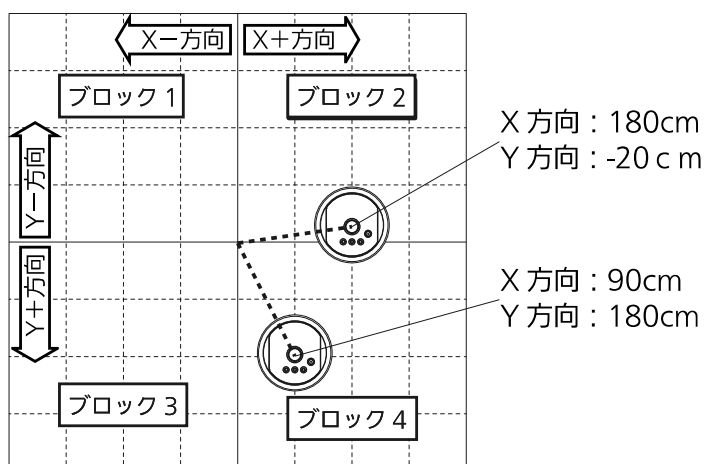 X−方向 X+方向
ブロック 1 ブロック 2
Y−方向
Y+方向
X 方向：180cm
Y 方向：-20ｃｍ
X 方向：90cm
Y 方向：180cm
ブロック 3 ブロック 4